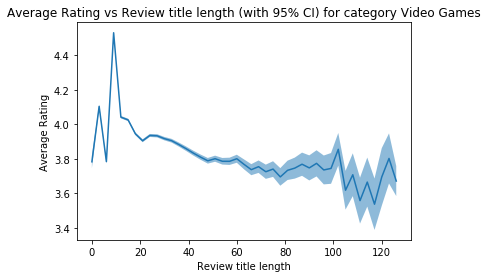 Average Rating vs Review title length (with 95% CI) for category Video Games
Average Rating
4.4
4.2
4.0
3.8
3.6
3.4
0 20 40 60 80 100 120
Review title length